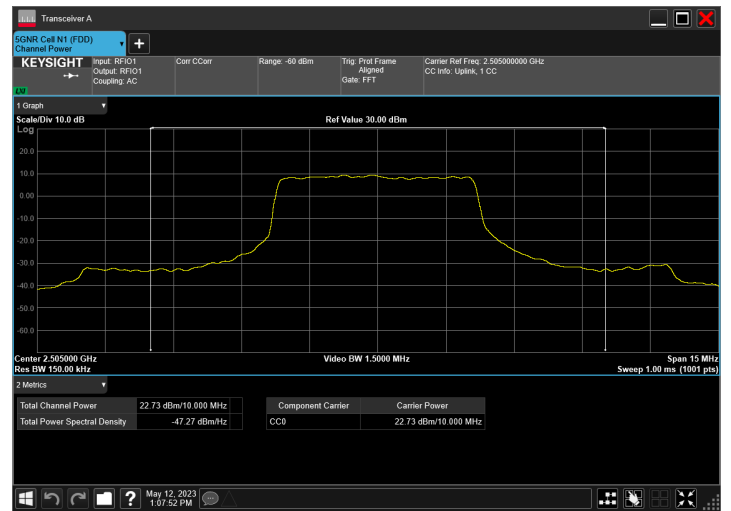 Transceiver A
5GNR Cell N1 (FDD)
Channel Power
KEYSIGHT
Input: RFIO1
Output: RFIO1
Coupling: AC
Corr CCorr
Range: -60 dBm
Trig: Prot Frame
Aligned
Gate: FFT
Carrier Ref Freq: 2.505000000 GHz
CC Info: Uplink, 1 CC
LXI
1 Graph
Scale/Div 10.0 dB
Ref Value 30.00 dBm
Log
20.0
10.0
0.00
-10.0
-20.0
-30.0
-40.0
-50.0
-60.0
Center 2.505000 GHz
Video BW 1.5000 MHz
Span 15 MHz
Res BW 150.00 kHz
Sweep 1.00 ms (1001 pts)
2 Metrics
Total Channel Power 22.73 dBm/10.000 MHz
Total Power Spectral Density -47.27 dBm/Hz
Component Carrier Carrier Power
CC0 22.73 dBm/10.000 MHz
?
May 12, 2023
1:07:52 PM